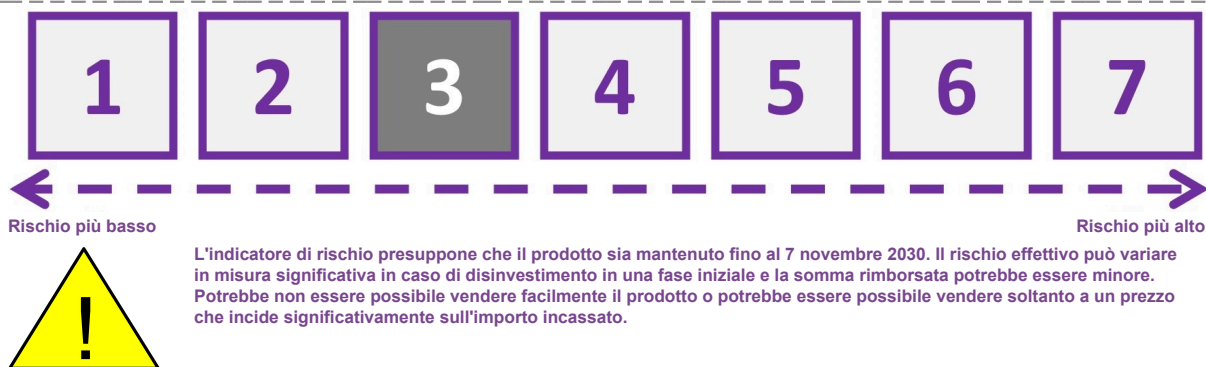 1 2 3 4 5 6 7
Rischio più basso Rischio più alto
L'indicatore di rischio presuppone che il prodotto sia mantenuto fino al 7 novembre 2030. Il rischio effettivo può variare
in misura significativa in caso di disinvestimento in una fase iniziale e la somma rimborsata potrebbe essere minore.
Potrebbe non essere possibile vendere facilmente il prodotto o potrebbe essere possibile vendere soltanto a un prezzo
che incide significativamente sull'importo incassato.
!